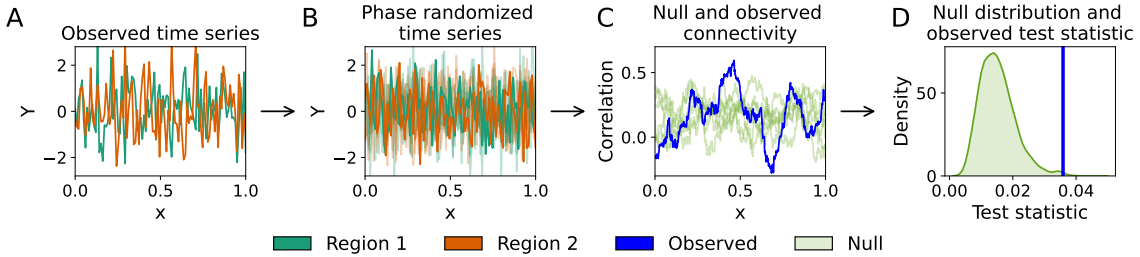 A
Observed time series
2
0
−2
Y
0.0
0.5
1.0
x
B
Phase randomized
time series
2
0
−2
Y
0.0
0.5
1.0
x
C
Null and observed
connectivity
0.5
0.0
Correlation
0.0
0.5
1.0
x
D
Null distribution and
observed test statistic
50
0
Density
0.00
0.02
0.04
Test statistic
Region 1
Region 2
Observed
Null